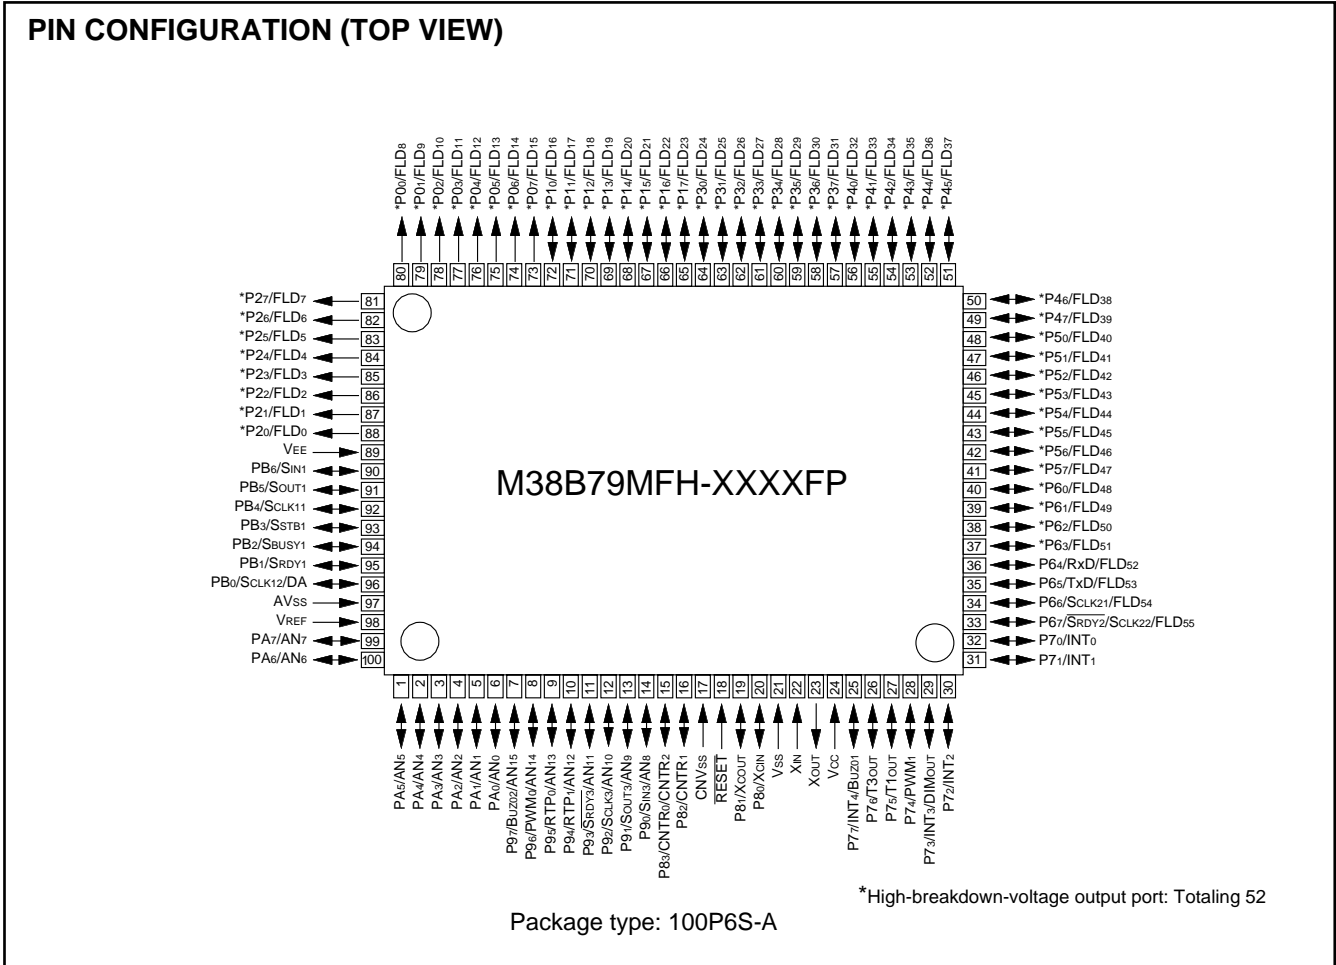 PIN CONFIGURATION (TOP VIEW)
*P00/FLD8
*P01/FLD9
*P02/FLD10
*P03/FLD11
*P04/FLD12
*P05/FLD13
*P06/FLD14
*P07/FLD15
*P10/FLD16
*P11/FLD17
*P12/FLD18
*P13/FLD19
*P14/FLD20
*P15/FLD21
*P16/FLD22
*P17/FLD23
*P30/FLD24
*P31/FLD25
*P32/FLD26
*P33/FLD27
*P34/FLD28
*P35/FLD29
*P36/FLD30
*P37/FLD31
*P40/FLD32
*P41/FLD33
*P42/FLD34
*P43/FLD35
*P44/FLD36
*P45/FLD37
80 79 78 77 76 75 74 73 72 71 70 69 68 67 66 65 64 63 62 61 60 59 58 57 56 55 54 53 52 51
*P27/FLD7 81
*P26/FLD6 82
*P25/FLD5 83
*P24/FLD4 84
*P23/FLD3 85
*P22/FLD2 86
*P21/FLD1 87
*P20/FLD0 88
VEE 89
PB6/SIN1 90
PB5/SOUT1 91
PB4/SCLK11 92
PB3/SSTB1 93
PB2/SBUSY1 94
PB1/SRDY1 95
PB0/SCLK12/DA 96
AVSS 97
VREF 98
PA7/AN7 99
PA6/AN6 100
M38B79MFH-XXXXFP
50 *P46/FLD38
49 *P47/FLD39
48 *P50/FLD40
47 *P51/FLD41
46 *P52/FLD42
45 *P53/FLD43
44 *P54/FLD44
43 *P55/FLD45
42 *P56/FLD46
41 *P57/FLD47
40 *P60/FLD48
39 *P61/FLD49
38 *P62/FLD50
37 *P63/FLD51
36 P64/RxD/FLD52
35 P65/TxD/FLD53
34 P66/SCLK21/FLD54
33 P67/SRDY2/SCLK22/FLD55
32 P70/INT0
31 P71/INT1
1 2 3 4 5 6 7 8 9 10 11 12 13 14 15 16 17 18 19 20 21 22 23 24 25 26 27 28 29 30
PA5/AN5
PA4/AN4
PA3/AN3
PA2/AN2
PA1/AN1
PA0/AN0
P97/BUZ02/AN15
P96/PWM0/AN14
P95/RTP0/AN13
P94/RTP1/AN12
P93/SRDY3/AN11
P92/SCLK3/AN10
P91/SOUT3/AN9
P90/SIN3/AN8
P83/CNTR0/CNTR2
P82/CNTR1
CNVSS
RESET
P81/XCOUT
P80/XCIN
VSS
XIN
XOUT
VCC
P77/INT4/BUZ01
P76/T3OUT
P75/T1OUT
P74/PWM1
P73/INT3/DIMOUT
P72/INT2
*High-breakdown-voltage output port: Totaling 52
Package type: 100P6S-A